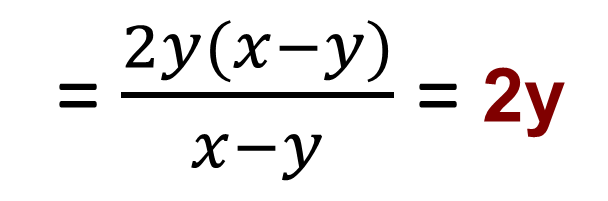 = 2y(x−y) / x−y = 2y